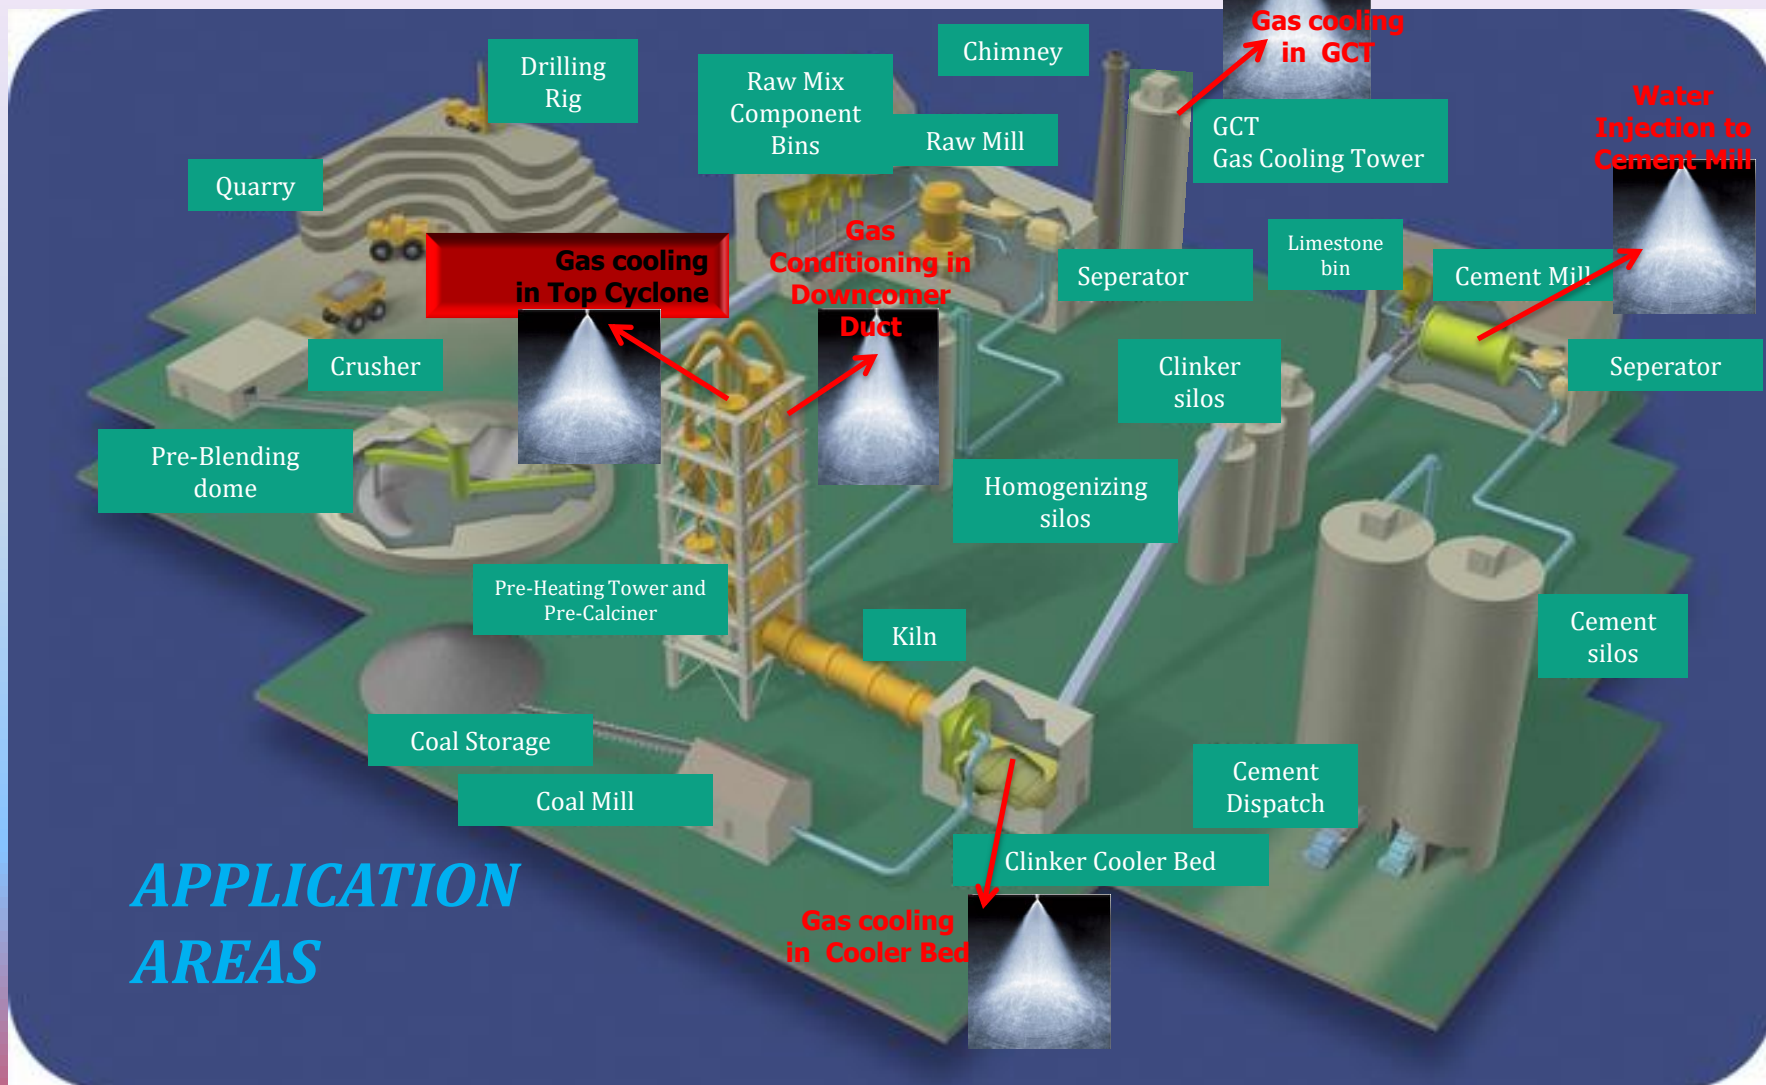 Gas cooling
in GCT
Chimney
Drilling
Rig
Raw Mix
Component
Bins
Raw Mill
GCT
Gas Cooling Tower
Water
Injection to
Cement Mill
Quarry
Gas cooling
in Top Cyclone
Gas
Conditioning in
Downcomer
Duct
Seperator
Limestone
bin
Cement Mill
Crusher
Clinker
silos
Seperator
Pre-Blending
dome
Homogenizing
silos
Pre-Heating Tower and
Pre-Calciner
Kiln
Cement
silos
Coal Storage
Coal Mill
Cement
Dispatch
Clinker Cooler Bed
APPLICATION
AREAS
Gas cooling
in Cooler Bed